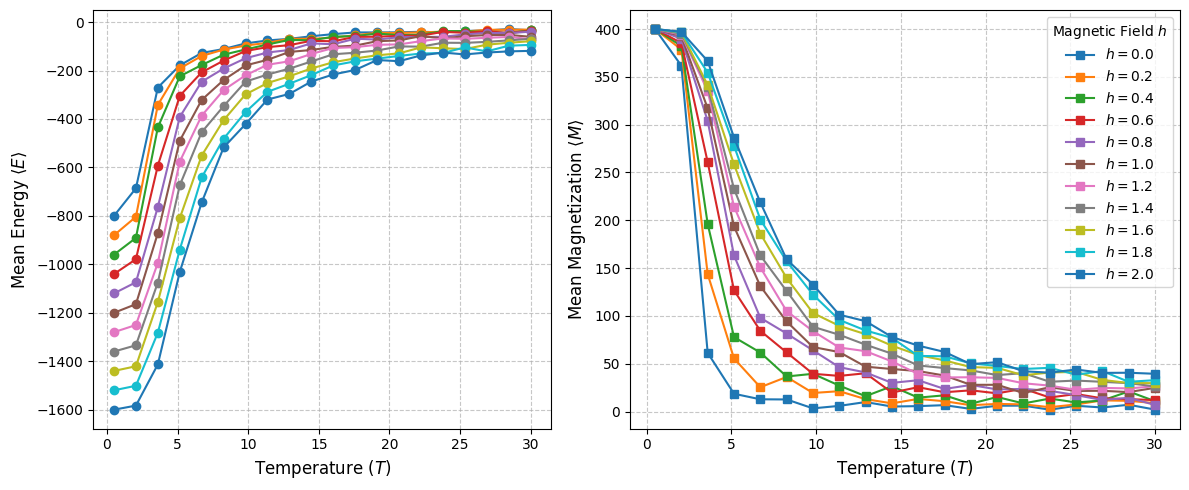 0
−200
−400
−600
−800
−1000
−1200
−1400
−1600
Mean Energy ⟨E⟩
0 5 10 15 20 25 30
Temperature (T)
400
350
300
250
200
150
100
50
0
Mean Magnetization ⟨M⟩
0 5 10 15 20 25 30
Temperature (T)
Magnetic Field h
h = 0.0
h = 0.2
h = 0.4
h = 0.6
h = 0.8
h = 1.0
h = 1.2
h = 1.4
h = 1.6
h = 1.8
h = 2.0